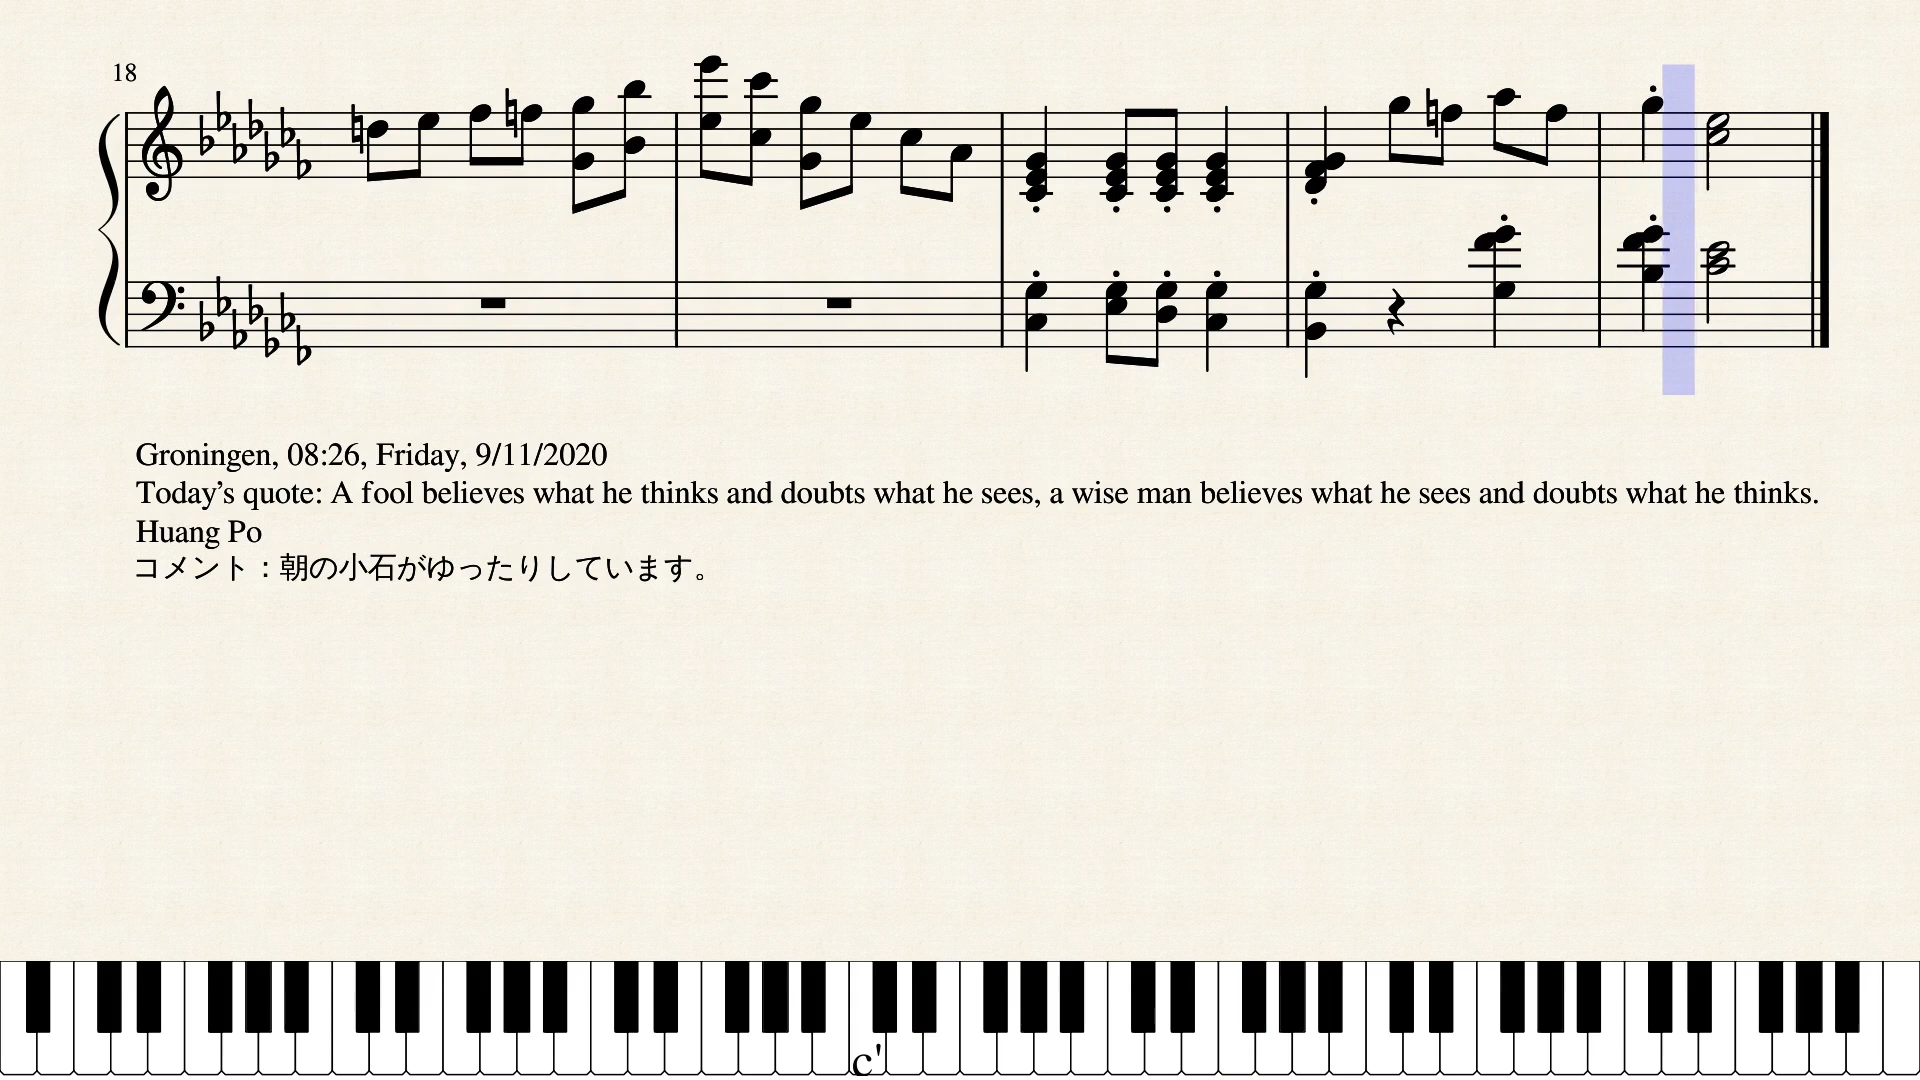 18
Groningen, 08:26, Friday, 9/11/2020
Today’s quote: A fool believes what he thinks and doubts what he sees, a wise man believes what he sees and doubts what he thinks.
Huang Po
コメント：朝の小石がゆったりしています。
c'